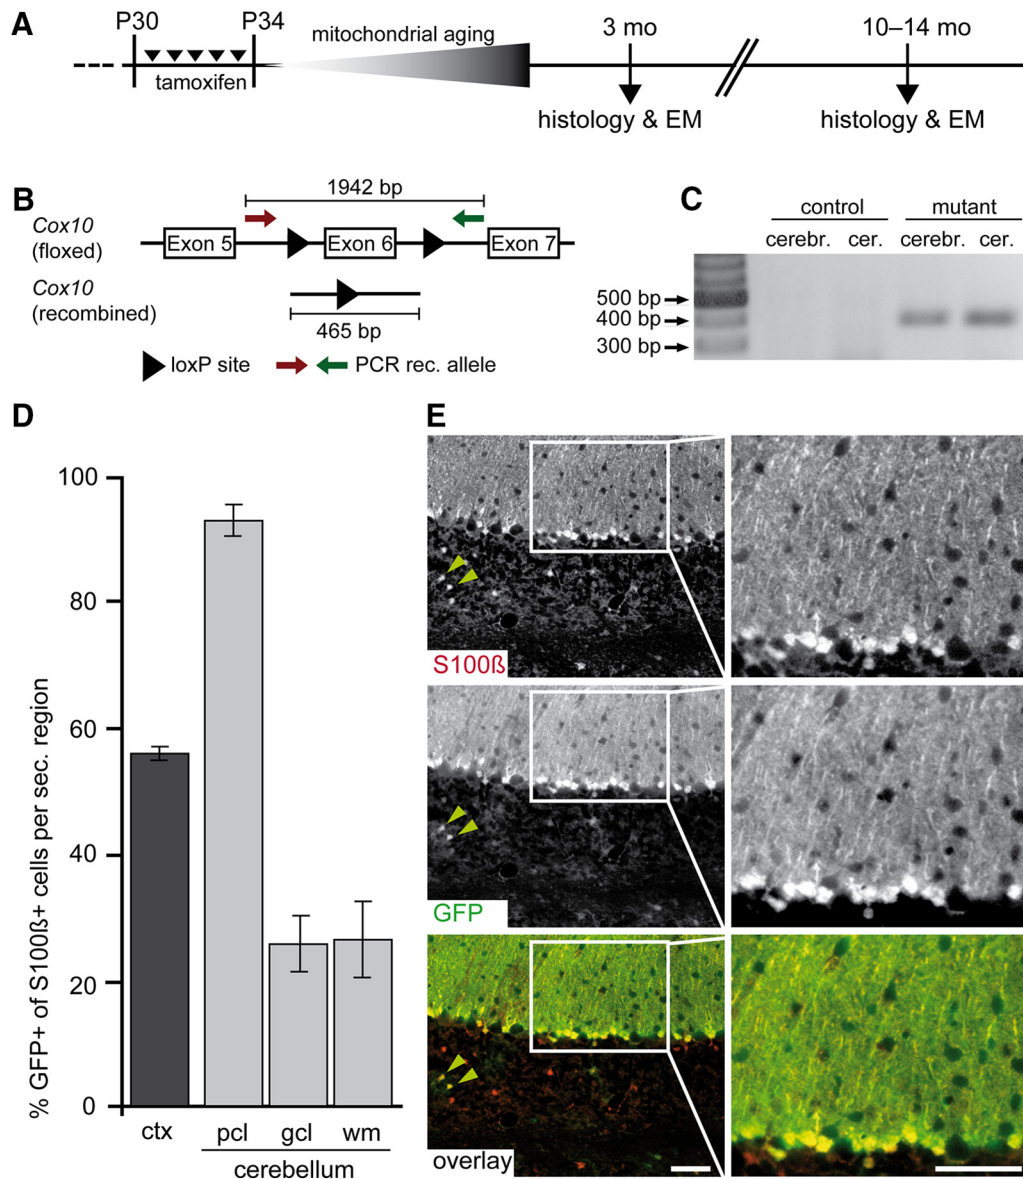 A
P30
P34
mitochondrial aging
3 mo
10–14 mo
tamoxifen
histology & EM
histology & EM
B
1942 bp
Cox10
(floxed)
Exon 5
Exon 6
Exon 7
Cox10
(recombined)
465 bp
loxP site
PCR rec. allele
C
control
mutant
cerebr.
cer.
cerebr.
cer.
500 bp
400 bp
300 bp
D
% GFP+ of S100ß+ cells per sec. region
100
80
60
40
20
0
ctx
pcl
gcl
wm
cerebellum
E
S100ß
GFP
overlay